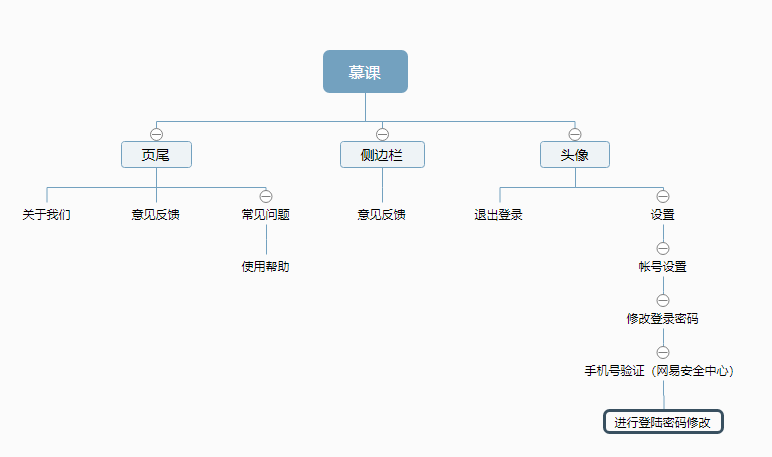 慕课
页尾
侧边栏
头像
关于我们
意见反馈
常见问题
意见反馈
退出登录
设置
使用帮助
帐号设置
修改登录密码
手机号验证（网易安全中心）
进行登陆密码修改